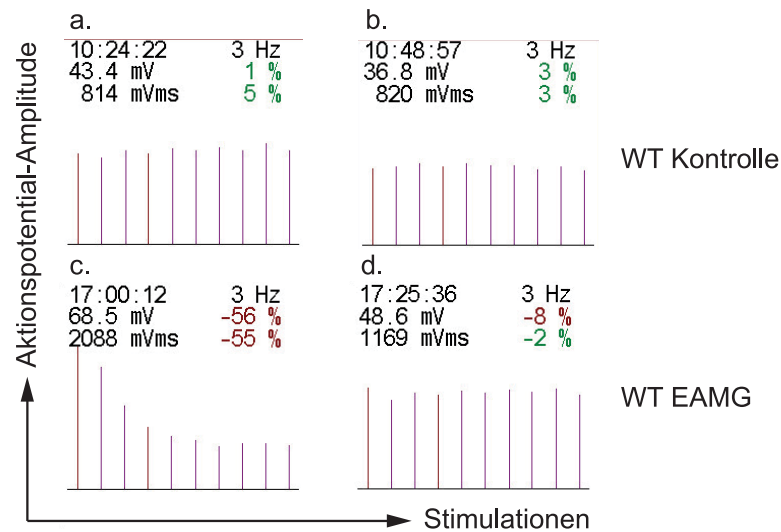 a.
10:24:22 3 Hz
43.4 mV 1 %
814 mVms 5 %
b.
10:48:57 3 Hz
36.8 mV 3 %
820 mVms 3 %
WT Kontrolle
c.
17:00:12 3 Hz
68.5 mV -56 %
2088 mVms -55 %
d.
17:25:36 3 Hz
48.6 mV -8 %
1169 mVms -2 %
WT EAMG
Aktionspotential-Amplitude
Stimulationen